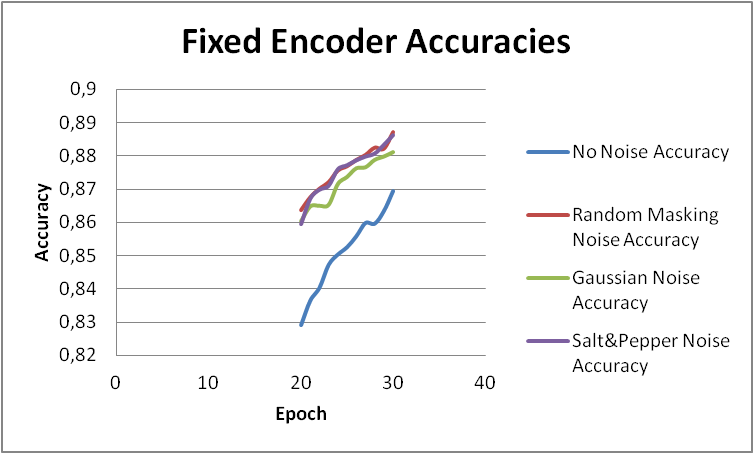 Fixed Encoder Accuracies
0,9
0,89
0,88
0,87
0,86
0,85
0,84
0,83
0,82
Accuracy
0 10 20 30 40
Epoch
No Noise Accuracy
Random Masking
Noise Accuracy
Gaussian Noise
Accuracy
Salt&Pepper Noise
Accuracy